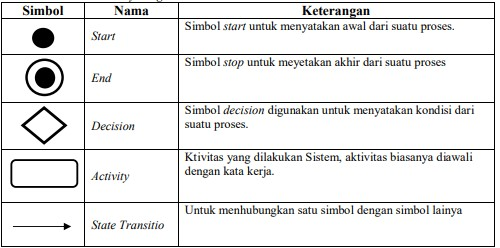 Simbol Nama Keterangan
Start Simbol start untuk menyatakan awal dari suatu proses.
End Simbol stop untuk meyetakan akhir dari suatu proses
Decision Simbol decision digunakan untuk menyatakan kondisi dari
suatu proses.
Activity Ktivitas yang dilakukan Sistem, aktivitas biasanya diawali
dengan kata kerja.
State Transitio Untuk menhubungkan satu simbol dengan simbol lainya